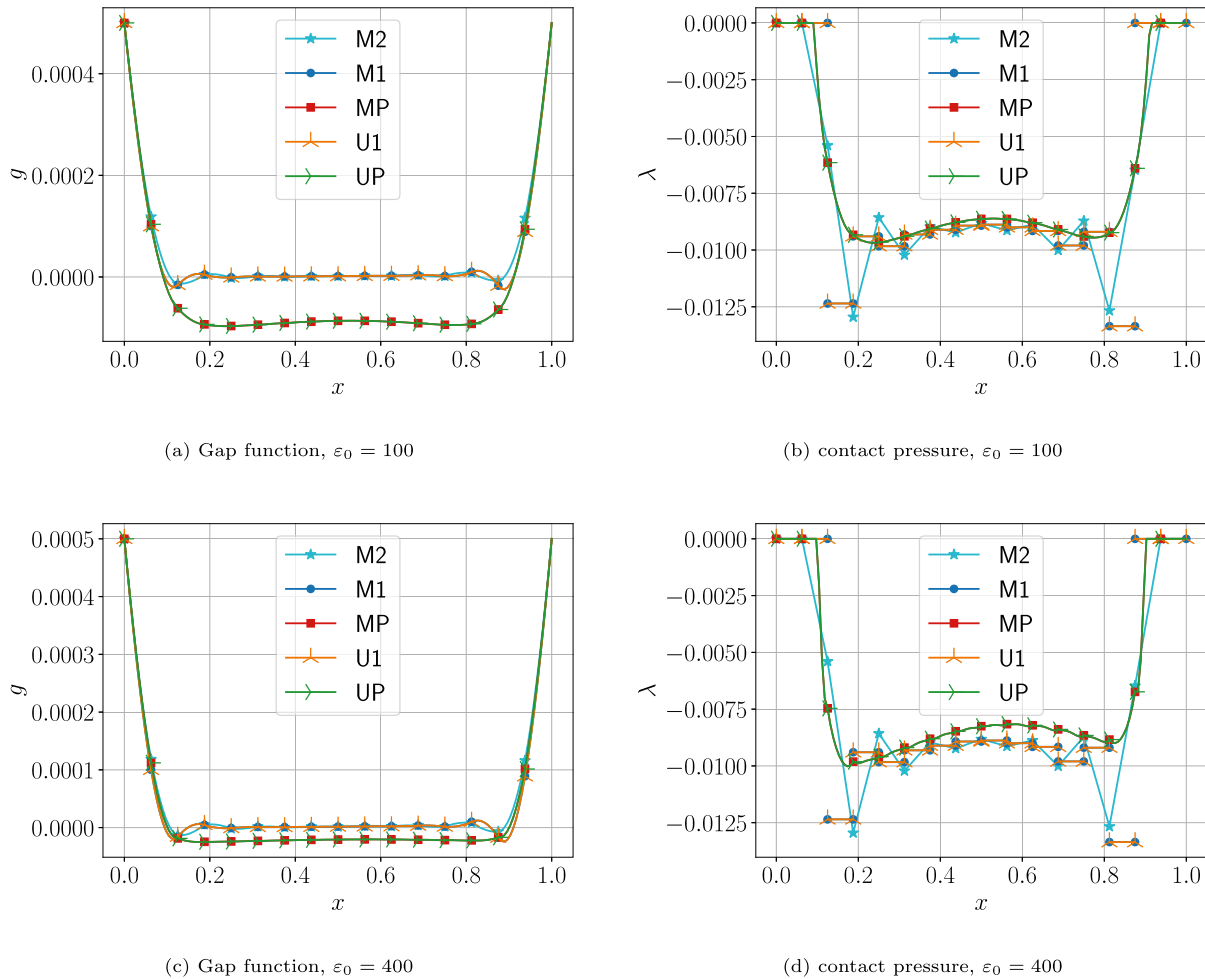 0.0004
0.0002
0.0000
g
0.0 0.2 0.4 0.6 0.8 1.0
x
M2
M1
MP
U1
UP
(a) Gap function, ε₀ = 100
0.0000
−0.0025
−0.0050
−0.0075
−0.0100
−0.0125
λ
0.0 0.2 0.4 0.6 0.8 1.0
x
M2
M1
MP
U1
UP
(b) contact pressure, ε₀ = 100
0.0005
0.0004
0.0003
0.0002
0.0001
0.0000
g
0.0 0.2 0.4 0.6 0.8 1.0
x
M2
M1
MP
U1
UP
(c) Gap function, ε₀ = 400
0.0000
−0.0025
−0.0050
−0.0075
−0.0100
−0.0125
λ
0.0 0.2 0.4 0.6 0.8 1.0
x
M2
M1
MP
U1
UP
(d) contact pressure, ε₀ = 400